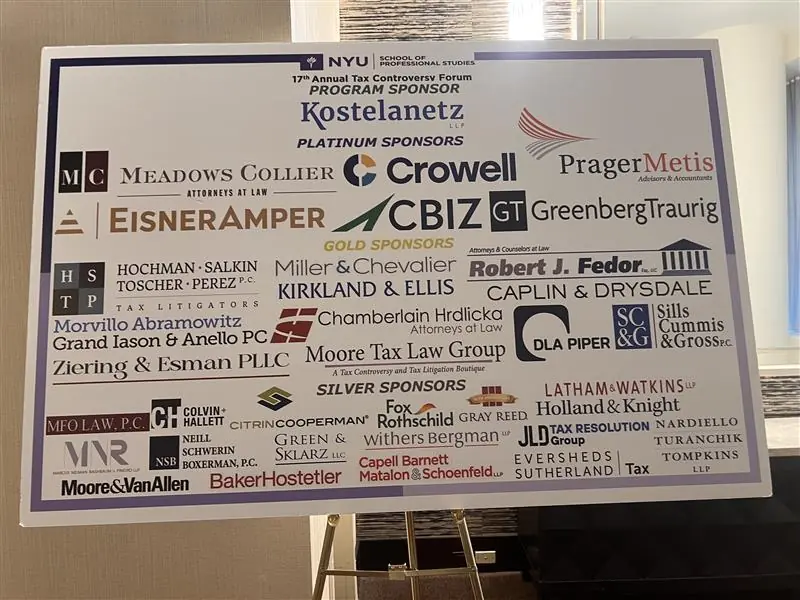 NYU SCHOOL OF
PROFESSIONAL STUDIES
17th Annual Tax Controversy Forum
PROGRAM SPONSOR
Kostelanetz
LLP
PLATINUM SPONSORS
MC
MEADOWS COLLIER
ATTORNEYS AT LAW
Crowell
PragerMetis
Advisors & Accountants
EISNERAMPER
CBIZ
GT GreenbergTraurig
GOLD SPONSORS
HS
TP
HOCHMAN · SALKIN
TOSCHER · PEREZ P.C.
TAX LITIGATORS
Miller & Chevalier
KIRKLAND & ELLIS
Attorneys & Counselors at Law
Robert J. Fedor Esq., LLC
CAPLIN & DRYSDALE
Morvillo Abramowitz
Grand Iason & Anello PC
Chamberlain Hrdlicka
Attorneys at Law
DLA PIPER
SC
&G
Sills
Cummis
& Gross P.C.
Ziering & Esman PLLC
Moore Tax Law Group
A Tax Controversy and Tax Litigation Boutique
SILVER SPONSORS
MFO LAW, P.C.
CH COLVIN+
HALLETT
CITRINCOOPERMAN®
Fox
Rothschild LLP
GRAY REED
LATHAM & WATKINS LLP
Holland & Knight
MNR
NSB
NEILL
SCHWERIN
BOXERMAN, P.C.
GREEN &
SKLARZ LLC
Withers Bergman LLP
JLD TAX RESOLUTION
Group
NARDIELLO
TURANCHIK
TOMPKINS
LLP
Moore&VanAllen
BakerHostetler
Capell Barnett
Matalon & Schoenfeld LLP
EVERSHEDS
SUTHERLAND Tax